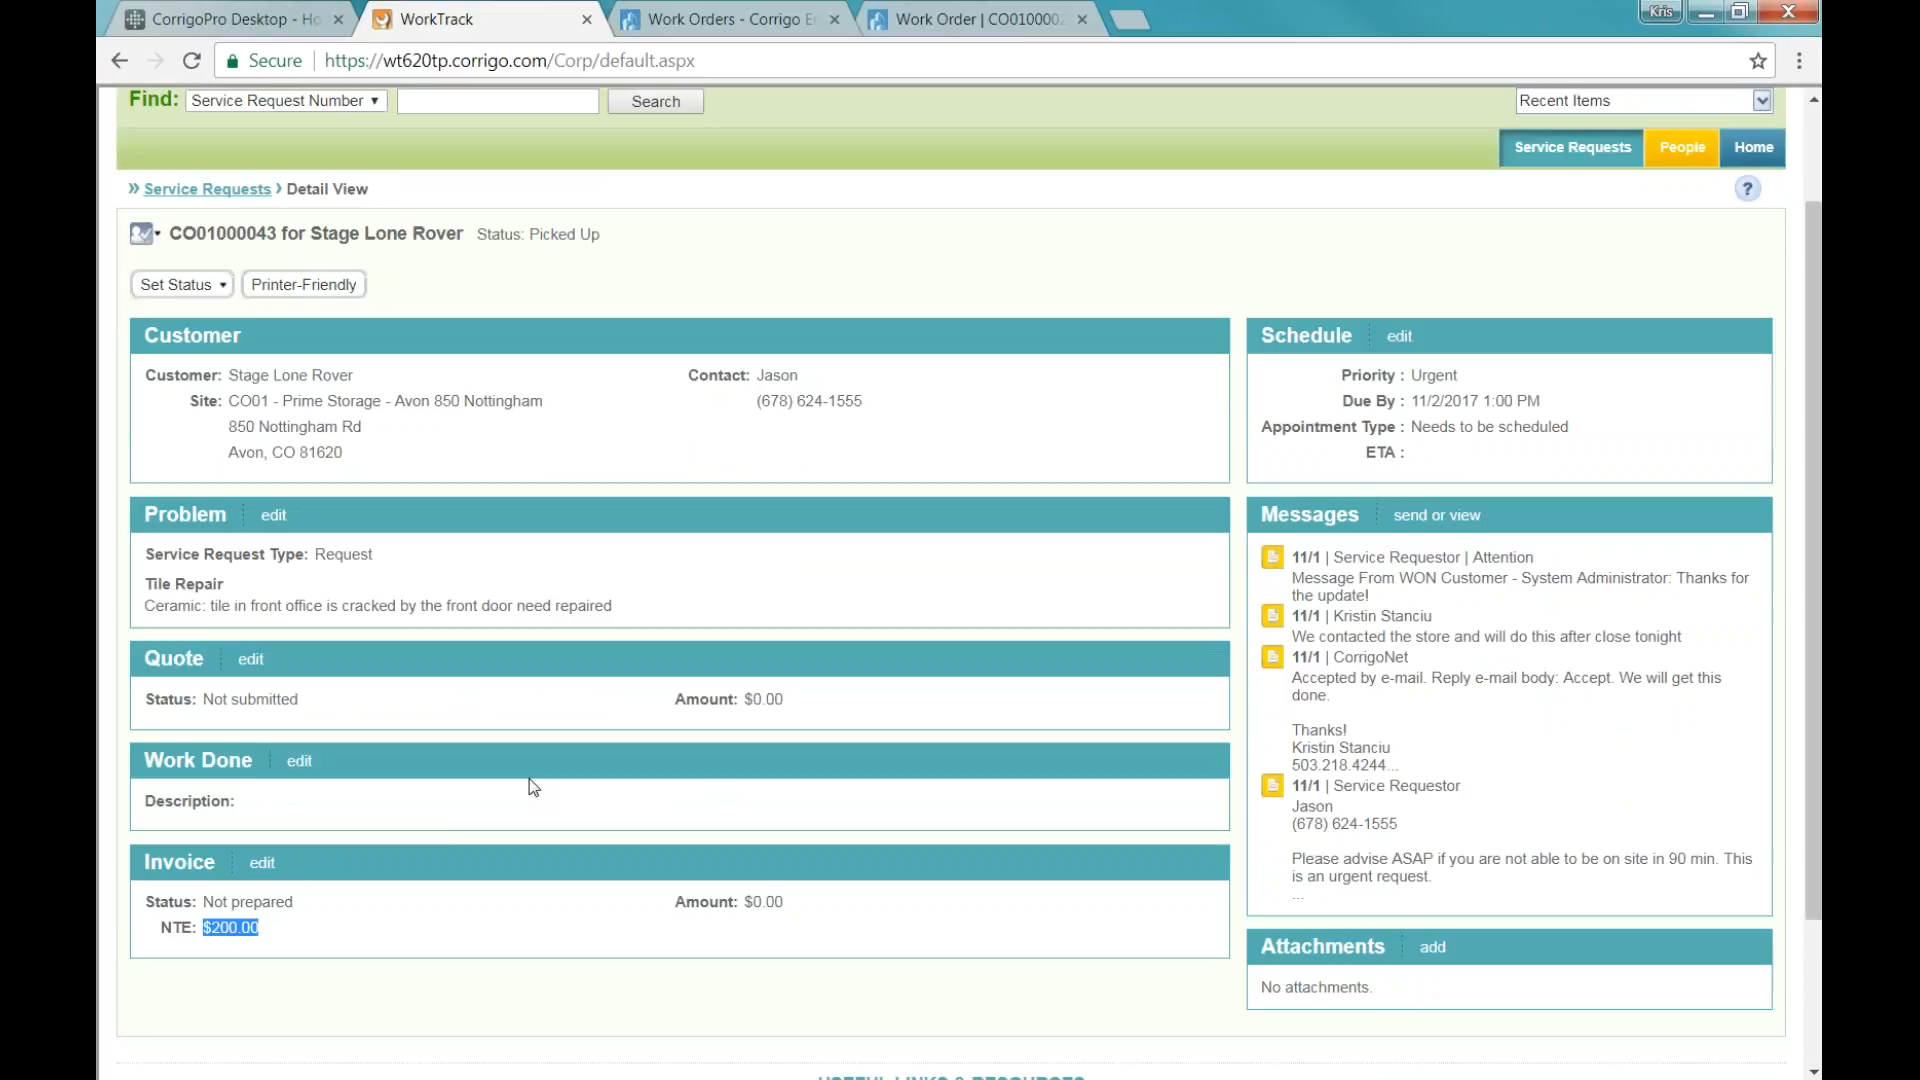 CorrigoPro Desktop - Ho
WorkTrack
Work Orders - Corrigo E
Work Order | CO010000
Kris
Secure
https://wt620tp.corrigo.com/Corp/default.aspx
Find:
Service Request Number
Search
Recent Items
Service Requests
People
Home
» Service Requests › Detail View
?
CO01000043 for Stage Lone Rover
Status: Picked Up
Set Status
Printer-Friendly
Customer
Customer: Stage Lone Rover
Site: CO01 - Prime Storage - Avon 850 Nottingham
850 Nottingham Rd
Avon, CO 81620
Contact: Jason
(678) 624-1555
Schedule
edit
Priority : Urgent
Due By : 11/2/2017 1:00 PM
Appointment Type : Needs to be scheduled
ETA :
Problem
edit
Service Request Type: Request
Tile Repair
Ceramic: tile in front office is cracked by the front door need repaired
Quote
edit
Status: Not submitted
Amount: $0.00
Work Done
edit
Description:
Invoice
edit
Status: Not prepared
Amount: $0.00
NTE: $200.00
Messages
send or view
11/1 | Service Requestor | Attention
Message From WON Customer - System Administrator: Thanks for
the update!
11/1 | Kristin Stanciu
We contacted the store and will do this after close tonight
11/1 | CorrigoNet
Accepted by e-mail. Reply e-mail body: Accept. We will get this
done.
Thanks!
Kristin Stanciu
503.218.4244...
11/1 | Service Requestor
Jason
(678) 624-1555
Please advise ASAP if you are not able to be on site in 90 min. This
is an urgent request.
...
Attachments
add
No attachments.
USEFUL LINKS & RESOURCES